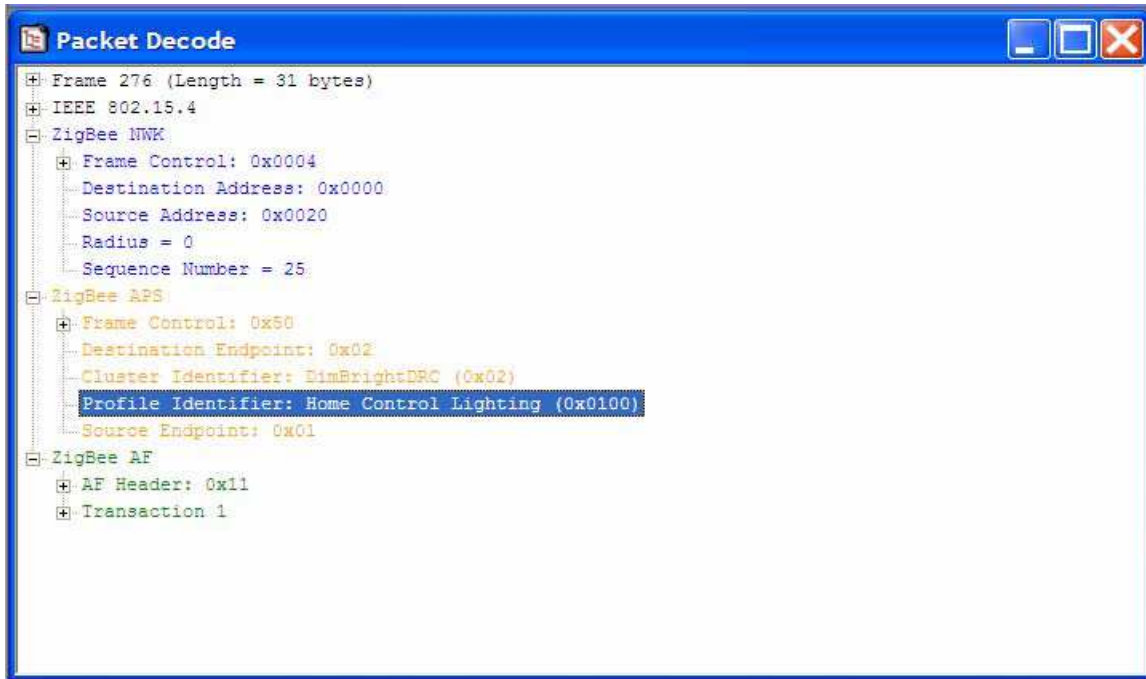 Packet Decode
Frame 276 (Length = 31 bytes)
IEEE 802.15.4
ZigBee NWK
Frame Control: 0x0004
Destination Address: 0x0000
Source Address: 0x0020
Radius = 0
Sequence Number = 25
ZigBee APS
Frame Control: 0x50
Destination Endpoint: 0x02
Cluster Identifier: DimBrightDRC (0x02)
Profile Identifier: Home Control Lighting (0x0100)
Source Endpoint: 0x01
ZigBee AF
AF Header: 0x11
Transaction 1